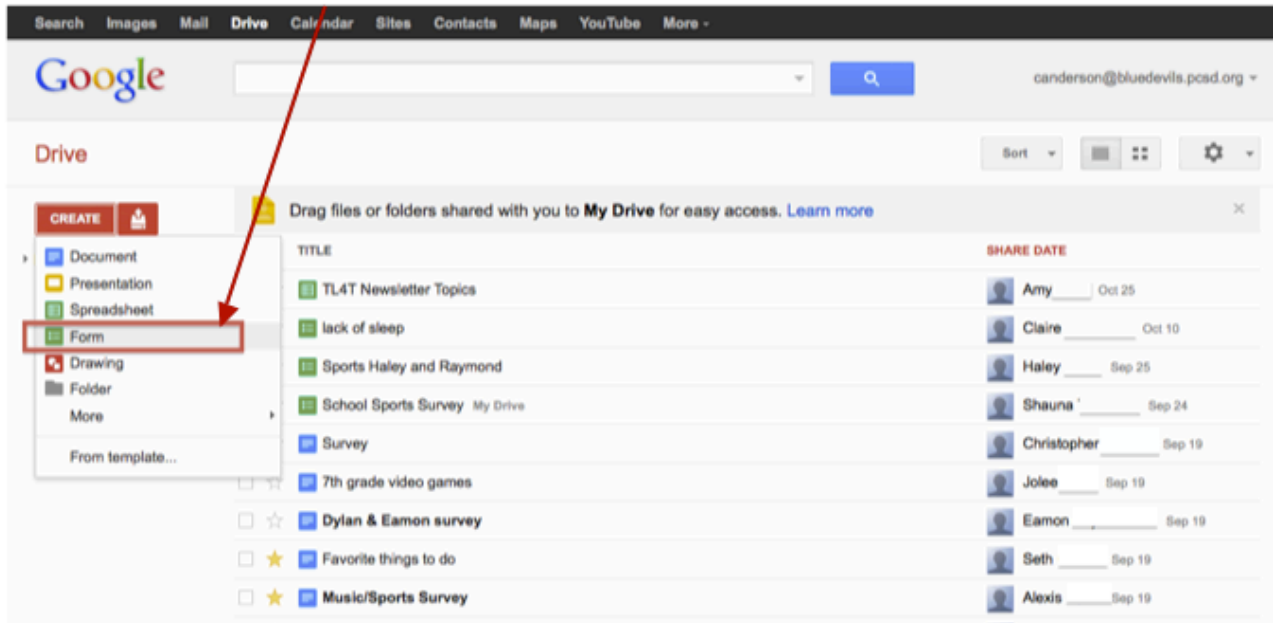 Search Images Mail Drive Calendar Sites Contacts Maps YouTube More
Google
canderson@bluedevils.pcsd.org
Drive
Sort
CREATE
Drag files or folders shared with you to My Drive for easy access. Learn more
TITLE SHARE DATE
Document
Presentation
Spreadsheet
Form
Drawing
Folder
More
From template...
TL4T Newsletter Topics Amy Oct 25
lack of sleep Claire Oct 10
Sports Haley and Raymond Haley Sep 25
School Sports Survey My Drive Shauna Sep 24
Survey Christopher Sep 19
7th grade video games Jolee Sep 19
Dylan & Eamon survey Eamon Sep 19
Favorite things to do Seth Sep 19
Music/Sports Survey Alexis Sep 19